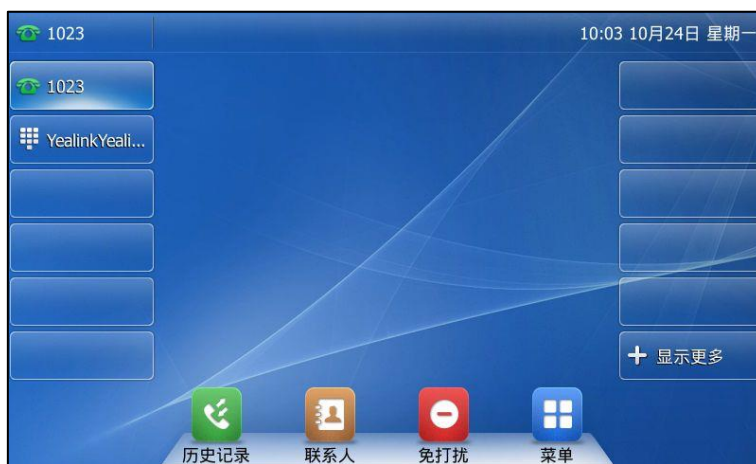 1023
10:03 10月24日 星期一
1023
YealinkYeali...
显示更多
历史记录 联系人 免打扰 菜单